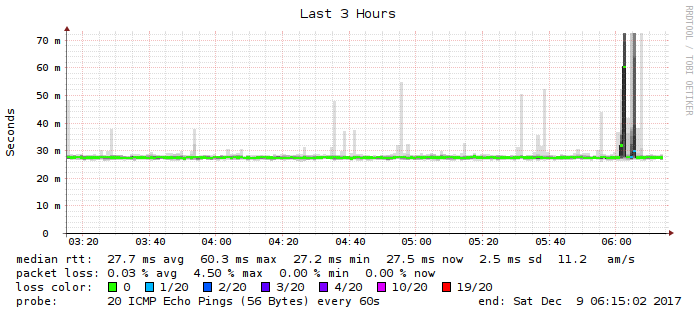 Last 3 Hours
RRDTOOL / TOBI OETIKER
Seconds
70 m
60 m
50 m
40 m
30 m
20 m
10 m
0
03:20 03:40 04:00 04:20 04:40 05:00 05:20 05:40 06:00
median rtt: 27.7 ms avg 60.3 ms max 27.2 ms min 27.5 ms now 2.5 ms sd 11.2 am/s
packet loss: 0.03 % avg 4.50 % max 0.00 % min 0.00 % now
loss color: 0 1/20 2/20 3/20 4/20 10/20 19/20
probe: 20 ICMP Echo Pings (56 Bytes) every 60s end: Sat Dec 9 06:15:02 2017